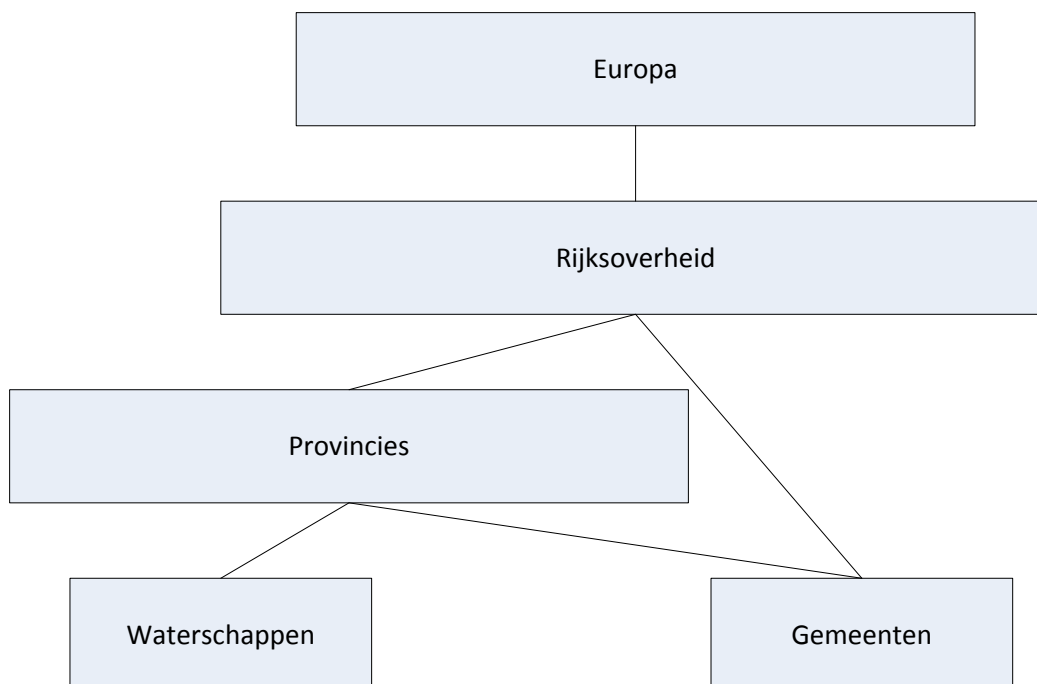 Europa
Rijksoverheid
Provincies
Waterschappen
Gemeenten